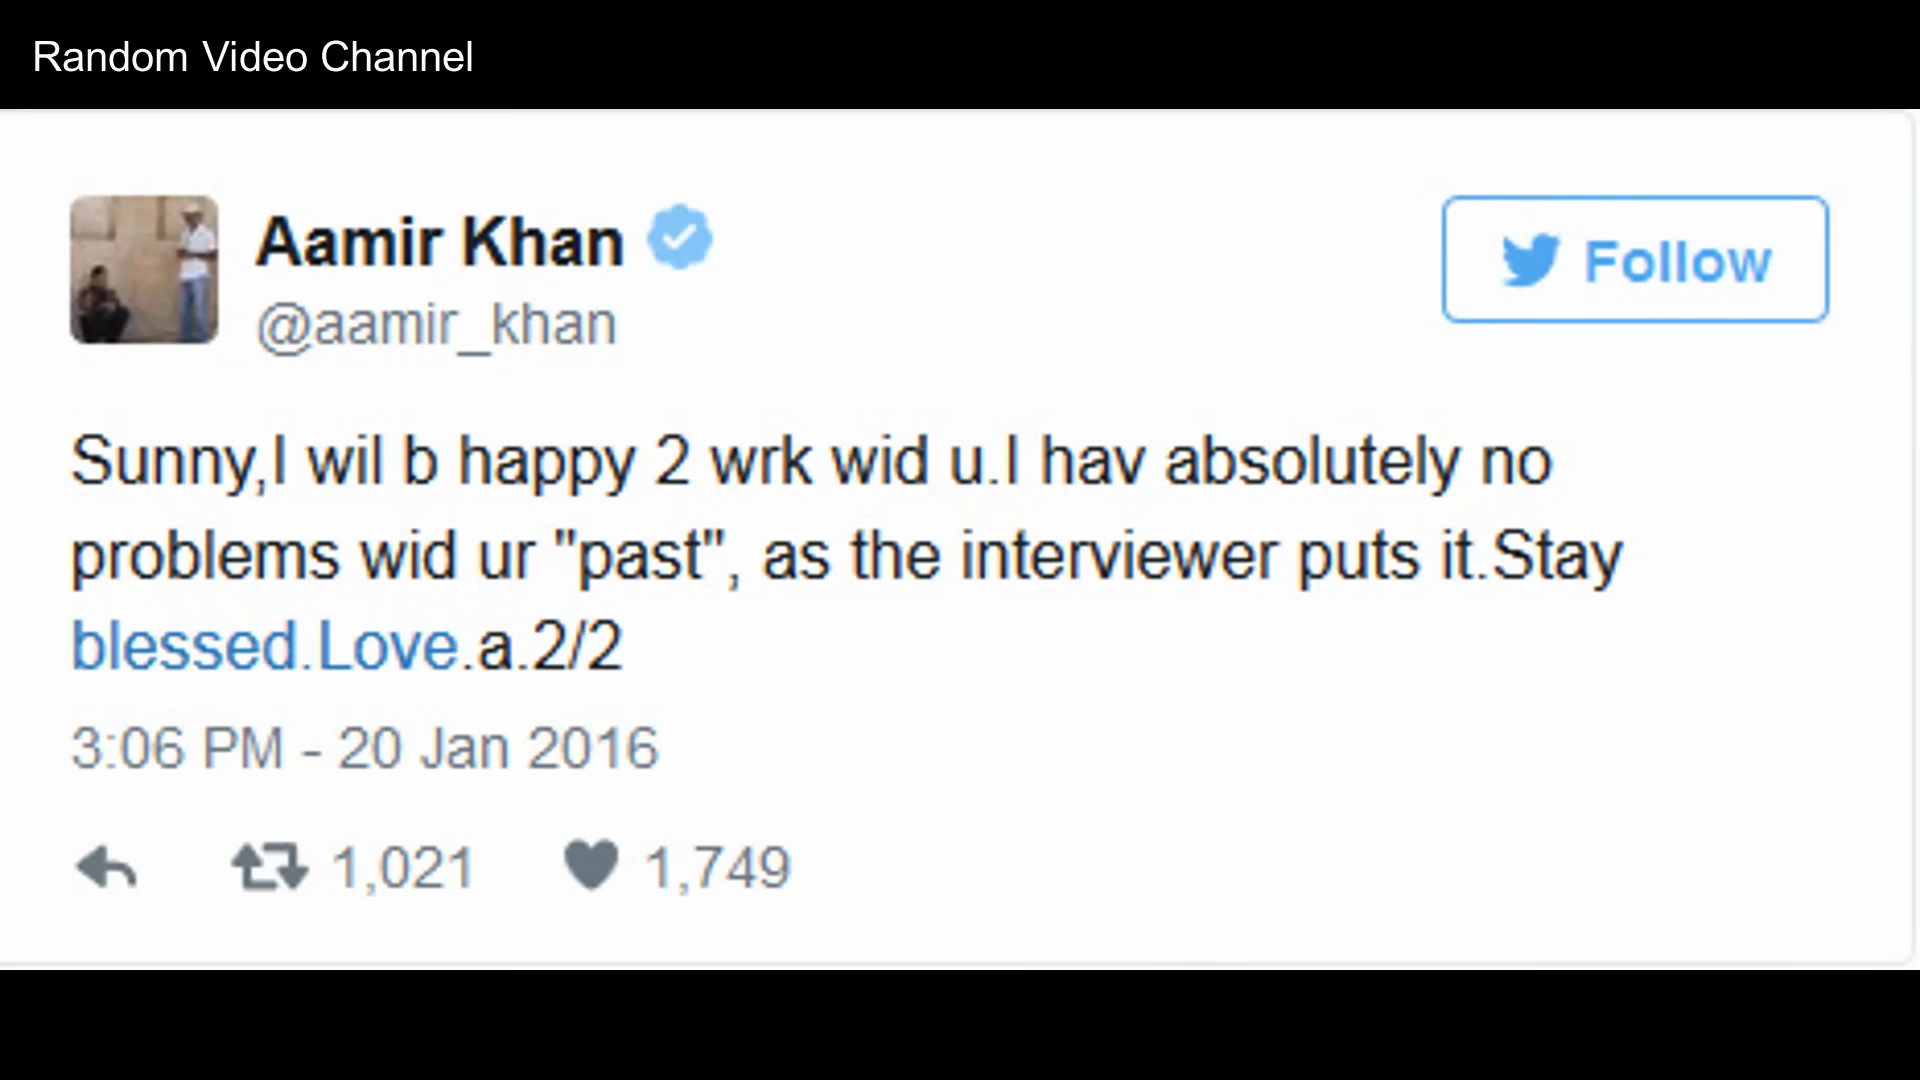 Random Video Channel
Aamir Khan
@aamir_khan
Follow
Sunny,I wil b happy 2 wrk wid u.I hav absolutely no
problems wid ur "past", as the interviewer puts it.Stay
blessed.Love.a.2/2
3:06 PM - 20 Jan 2016
1,021 1,749